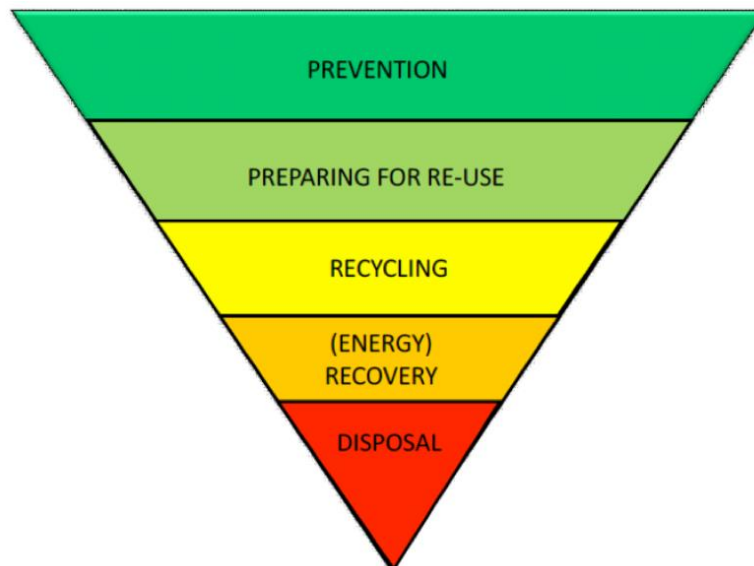 PREVENTION
PREPARING FOR RE-USE
RECYCLING
(ENERGY)
RECOVERY
DISPOSAL